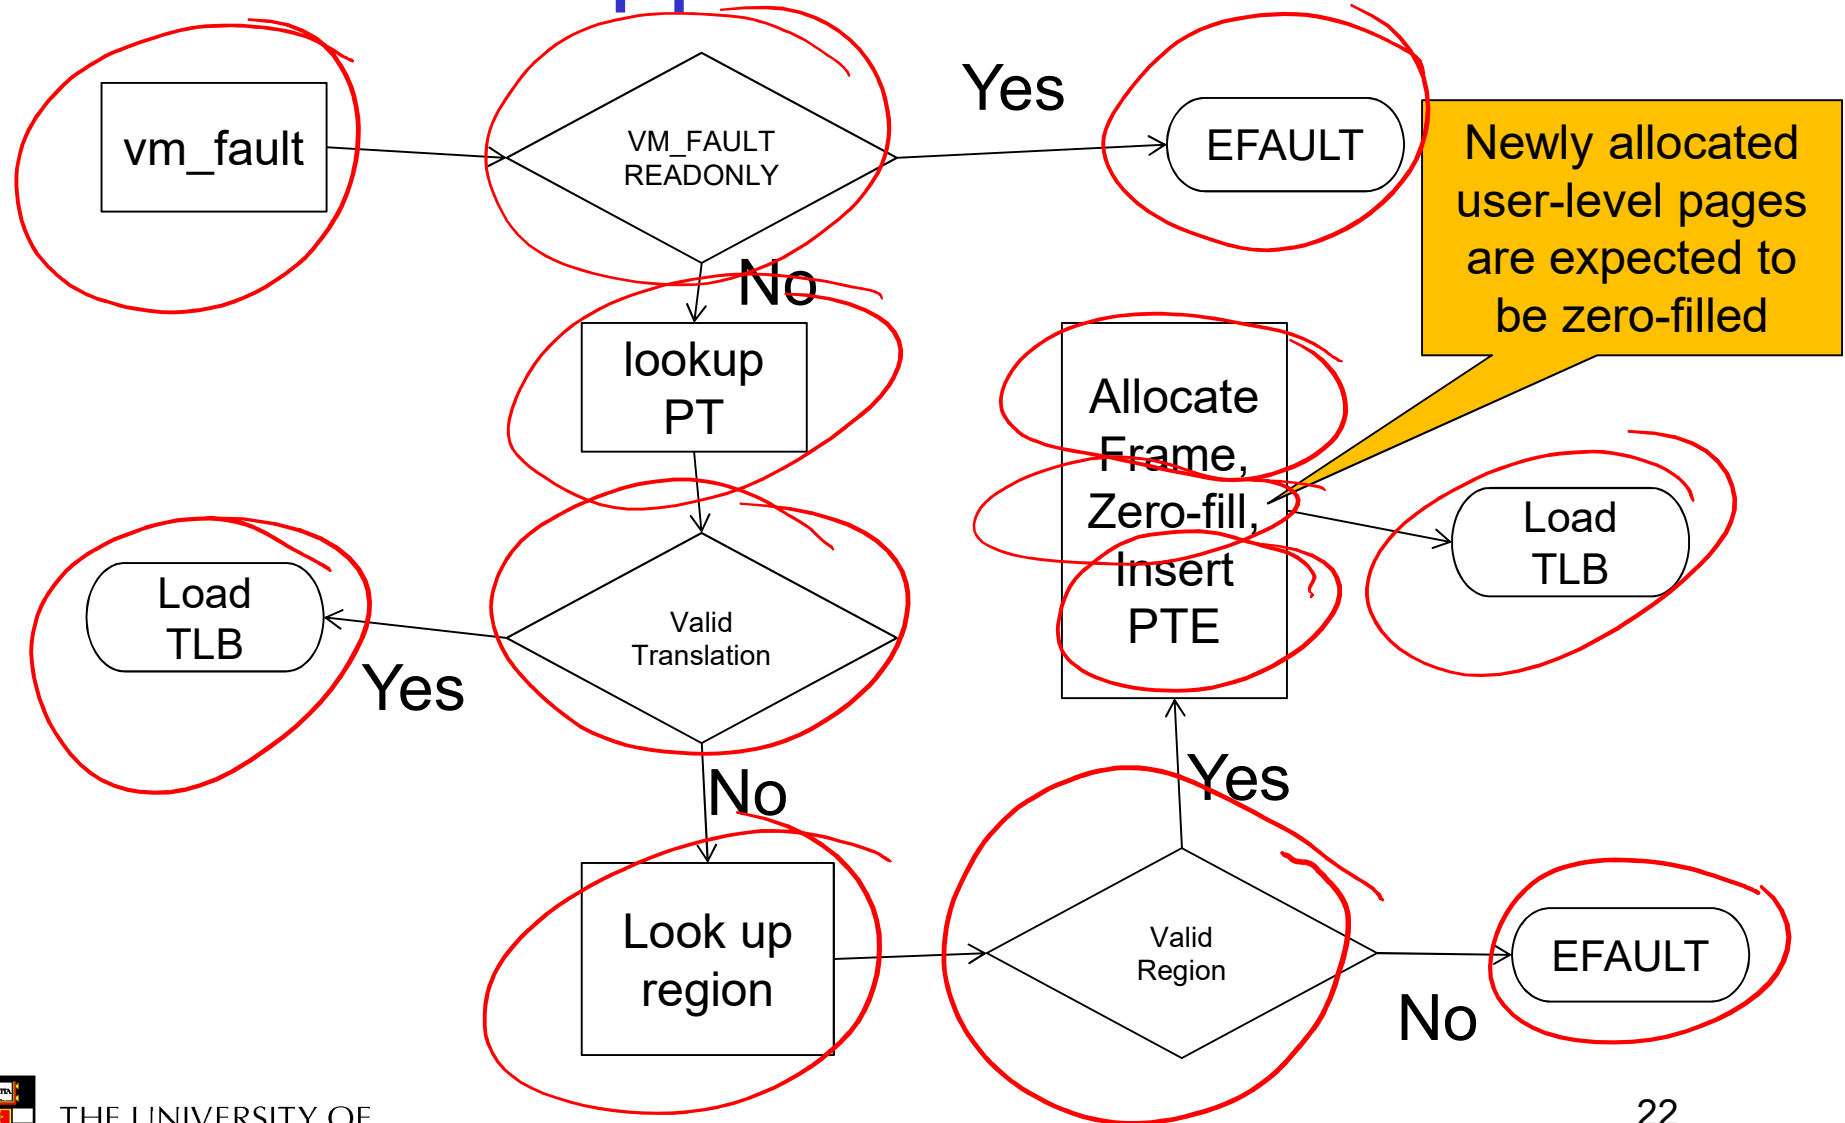 vm_fault
VM_FAULT
READONLY
Yes
EFAULT
Newly allocated
user-level pages
are expected to
be zero-filled
No
lookup
PT
Allocate
Frame,
Zero-fill,
Insert
PTE
Load
TLB
Load
TLB
Yes
Valid
Translation
No
Yes
Look up
region
Valid
Region
EFAULT
No
THE UNIVERSITY OF
22